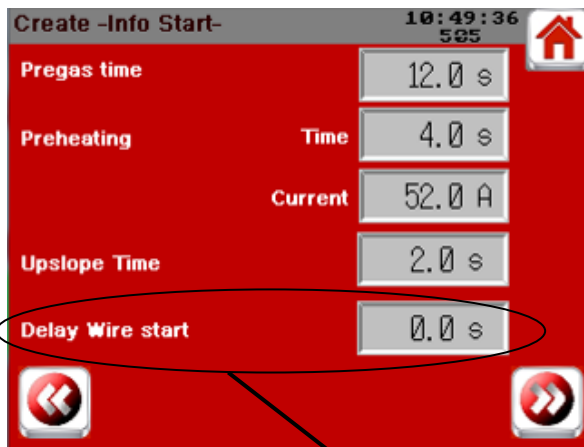 Create -Info Start-
10:49:36
505
Pregas time
12.0 s
Preheating
Time
4.0 s
Current
52.0 A
Upslope Time
2.0 s
Delay Wire start
0.0 s